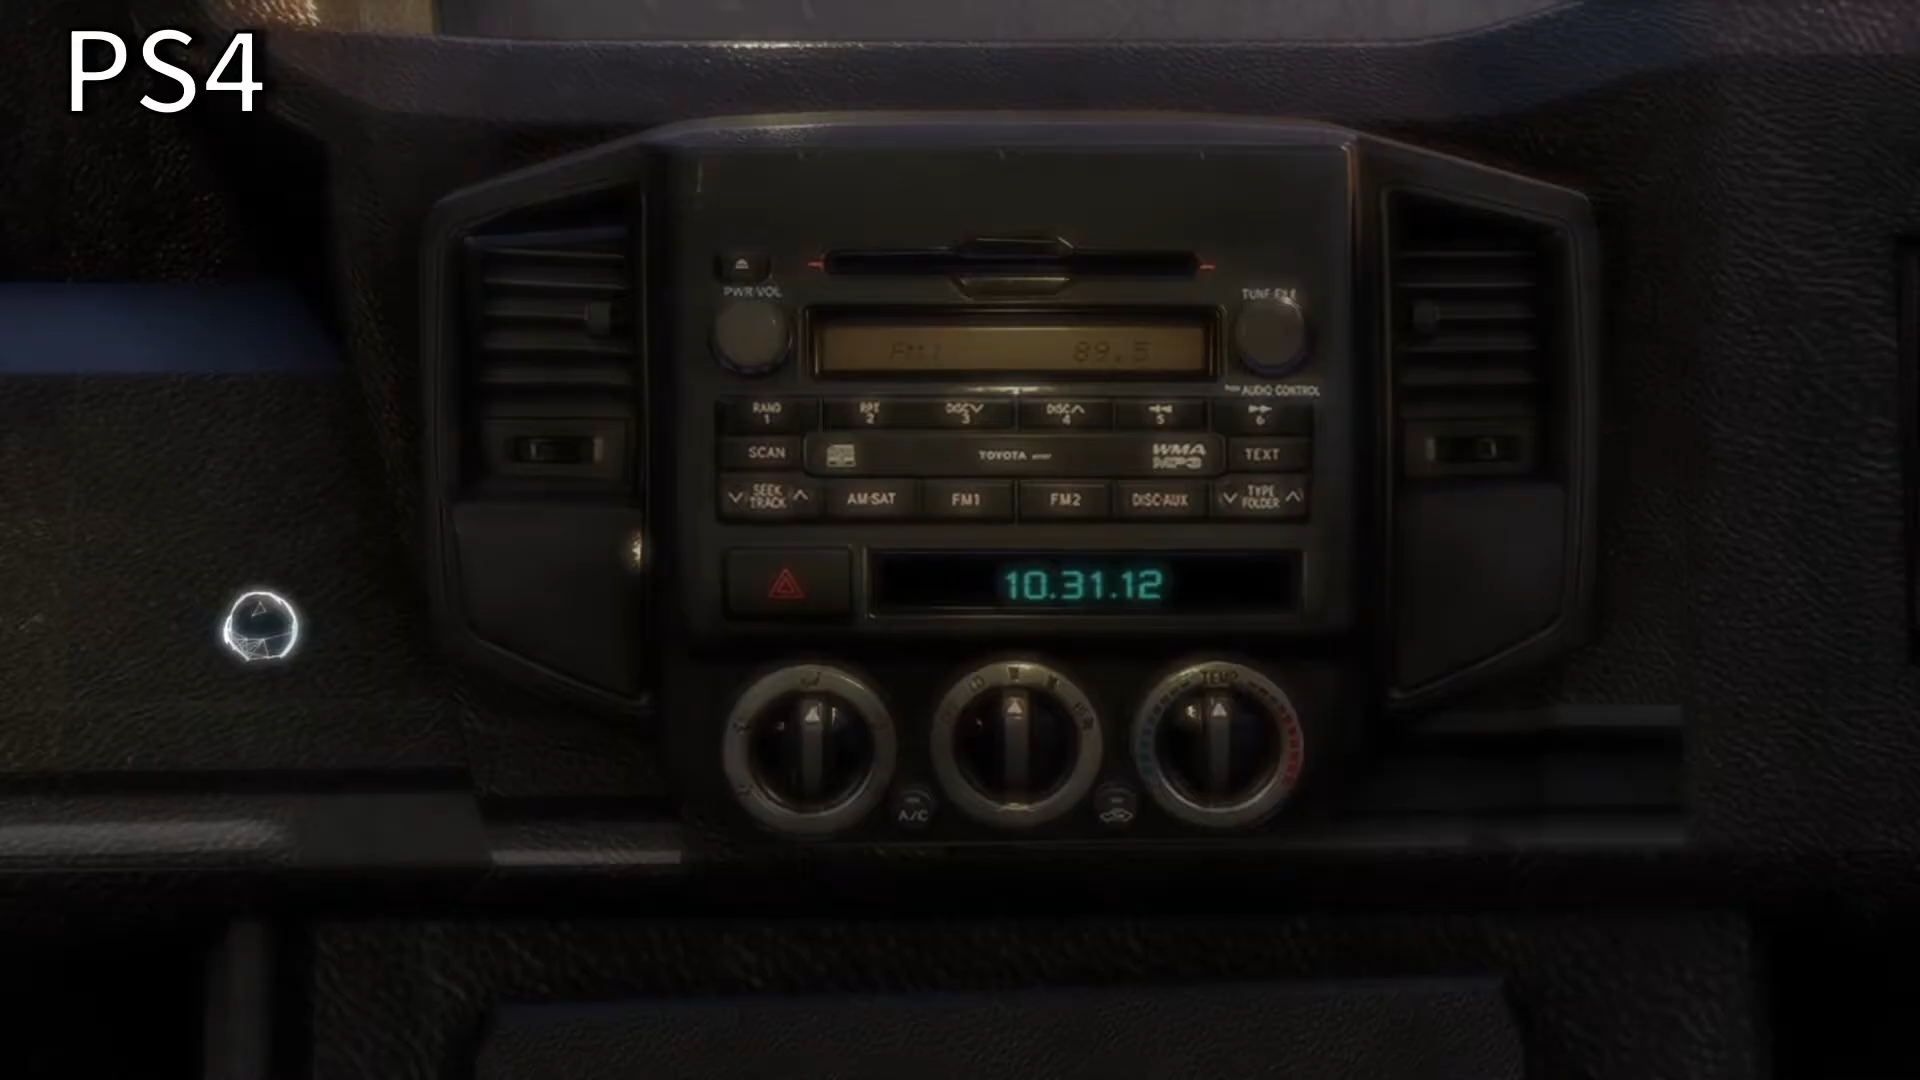 PS4
PWR·VOL
TUNE·FILE
FM1 89.5
PUSH AUDIO CONTROL
RAND 1
RPT 2
DISC 3
DISC 4
5
6
SCAN
TOYOTA
WMA
MP3
TEXT
SEEK
TRACK
AM·SAT
FM1
FM2
DISC·AUX
TYPE
FOLDER
10.31.12
TEMP
A/C